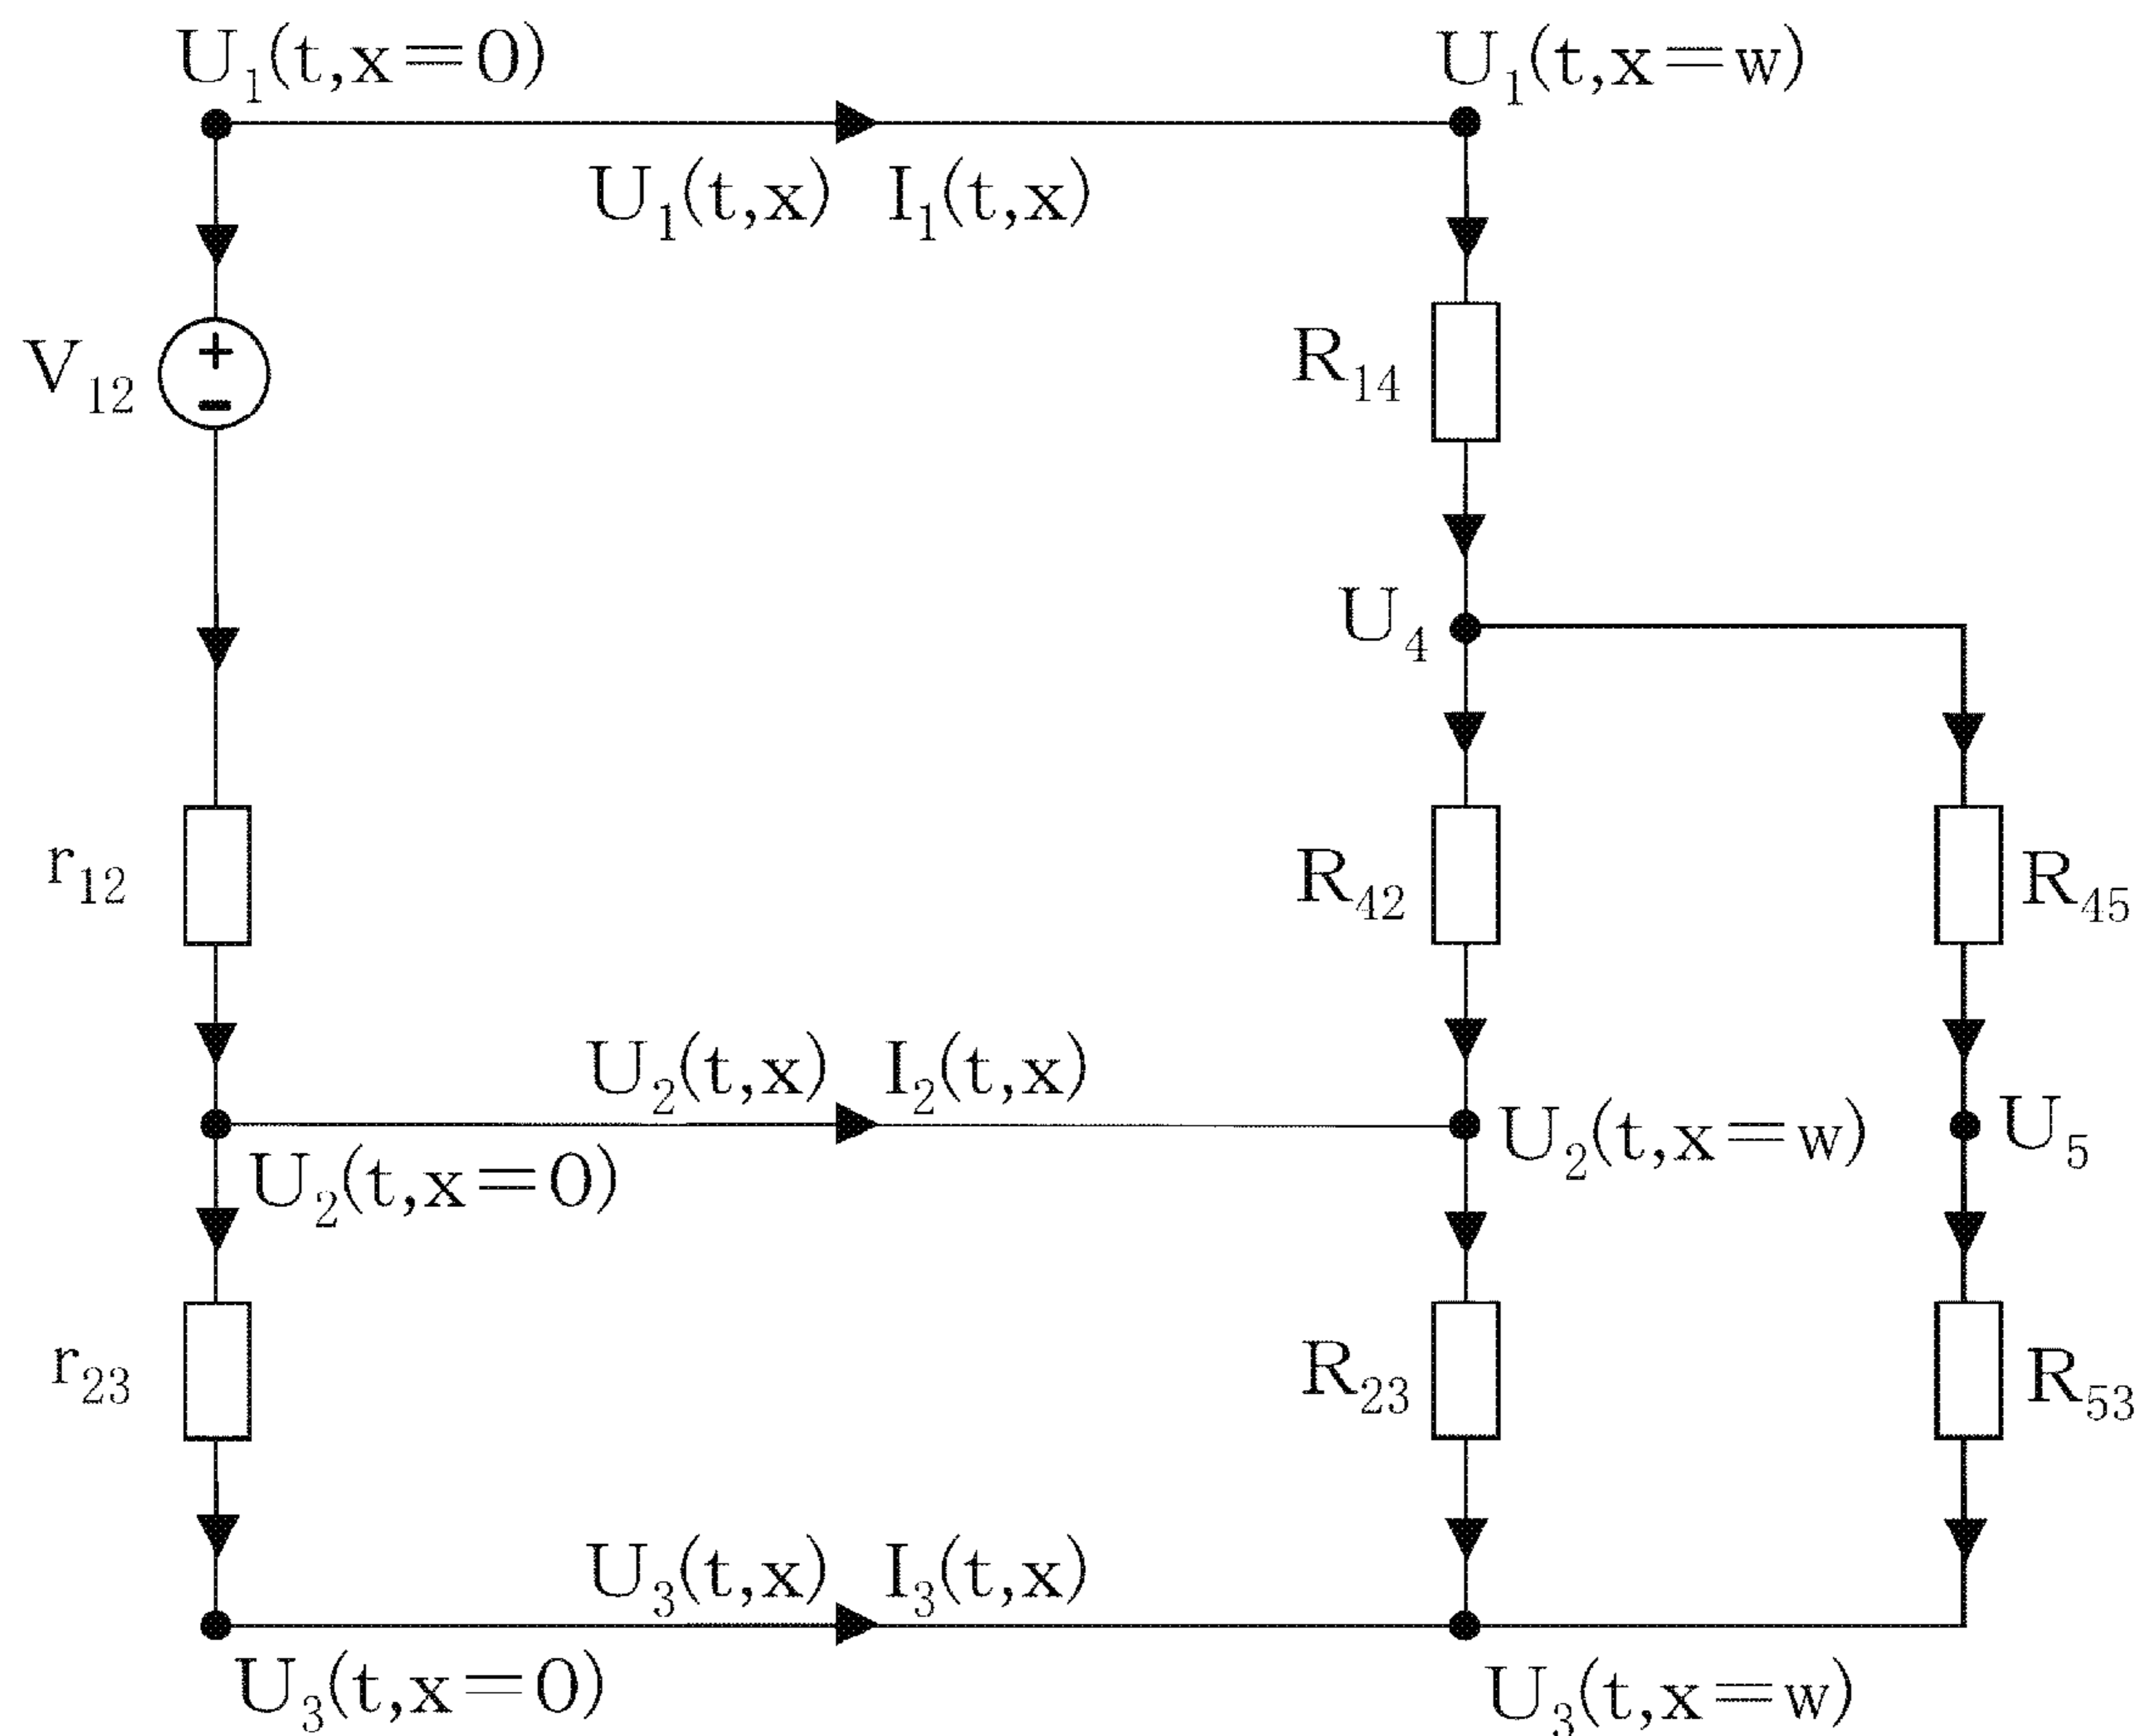 U₁(t,x=0)
U₁(t,x=w)
U₁(t,x) I₁(t,x)
V₁₂
+
-
R₁₄
U₄
r₁₂
R₄₂
R₄₅
U₂(t,x) I₂(t,x)
U₂(t,x=0)
U₂(t,x=w)
U₅
r₂₃
R₂₃
R₅₃
U₃(t,x) I₃(t,x)
U₃(t,x=0)
U₃(t,x=w)